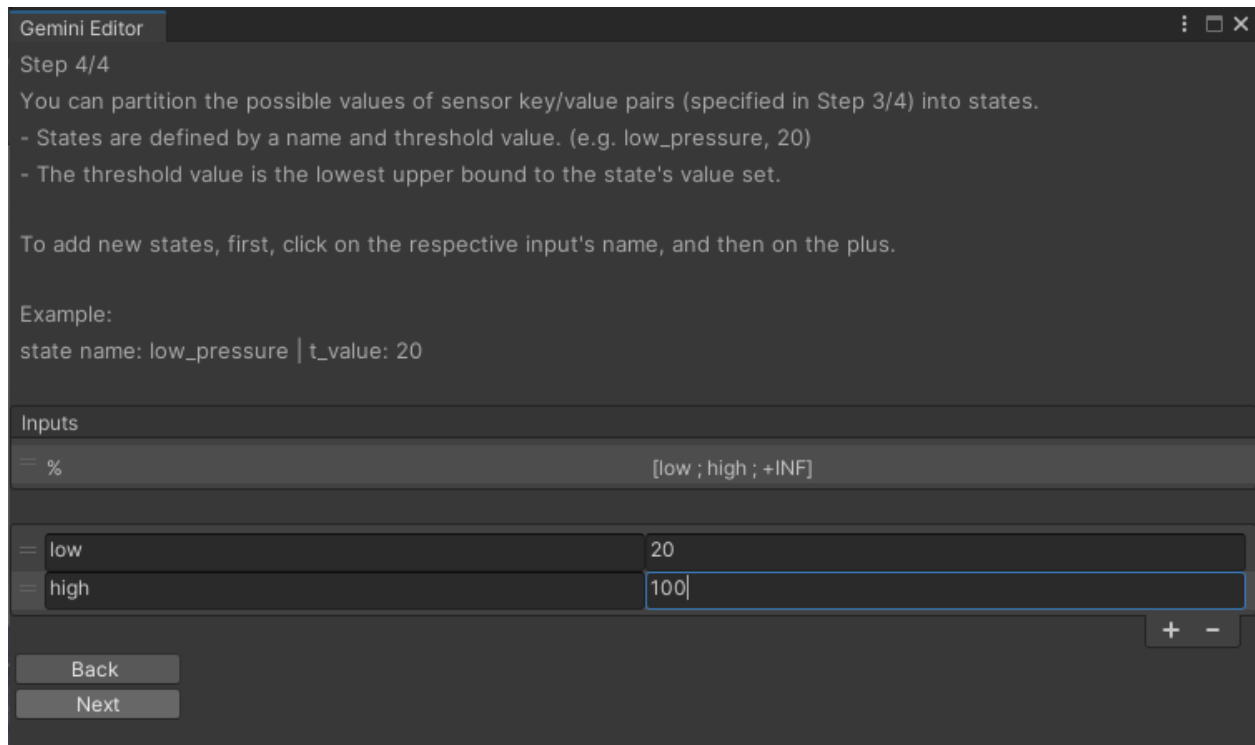 Gemini Editor
Step 4/4
You can partition the possible values of sensor key/value pairs (specified in Step 3/4) into states.
- States are defined by a name and threshold value. (e.g. low_pressure, 20)
- The threshold value is the lowest upper bound to the state's value set.
To add new states, first, click on the respective input's name, and then on the plus.
Example:
state name: low_pressure | t_value: 20
Inputs
% [low ; high ; +INF]
low 20
high 100
+ -
Back
Next